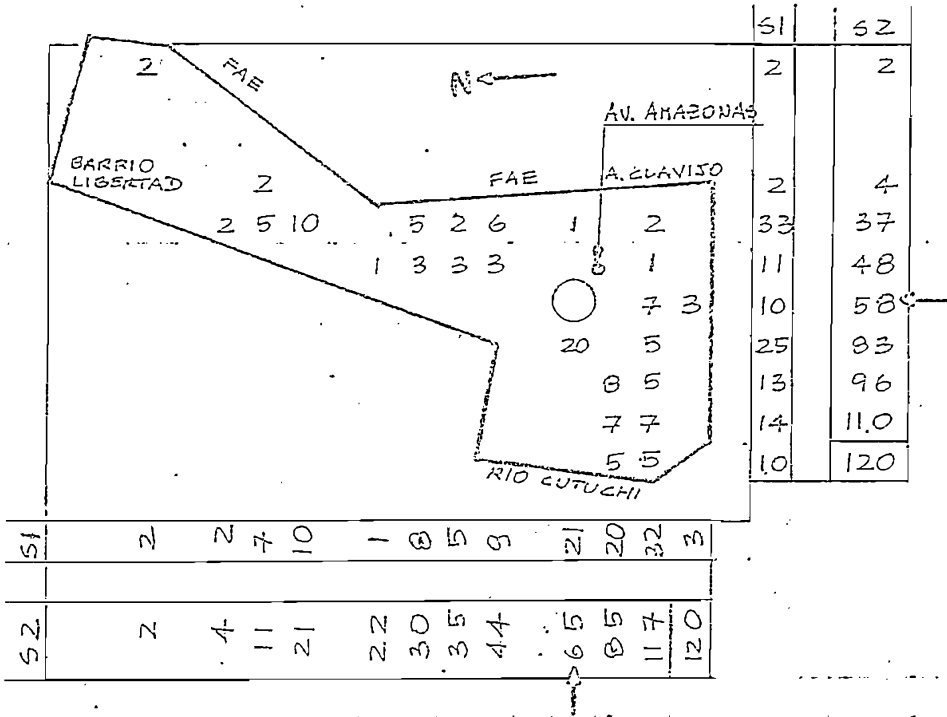 S1 S2
2 FAE 2 2
N
AV. AMAZONAS
BARRIO
LIBERTAD 2 FAE A. CLAVIJO 2 4
2 5 10 5 2 6 1 2 33 37
1 3 3 3 1 11 48
7 3 10 58
20 5 25 83
8 5 13 96
7 7 14 11.0
5 5 10 120
RIO CUTUCHI
S1 2 2 7 10 1 8 5 9 21 20 32 3
S2 2 4 11 21 22 30 35 44 65 85 117 120